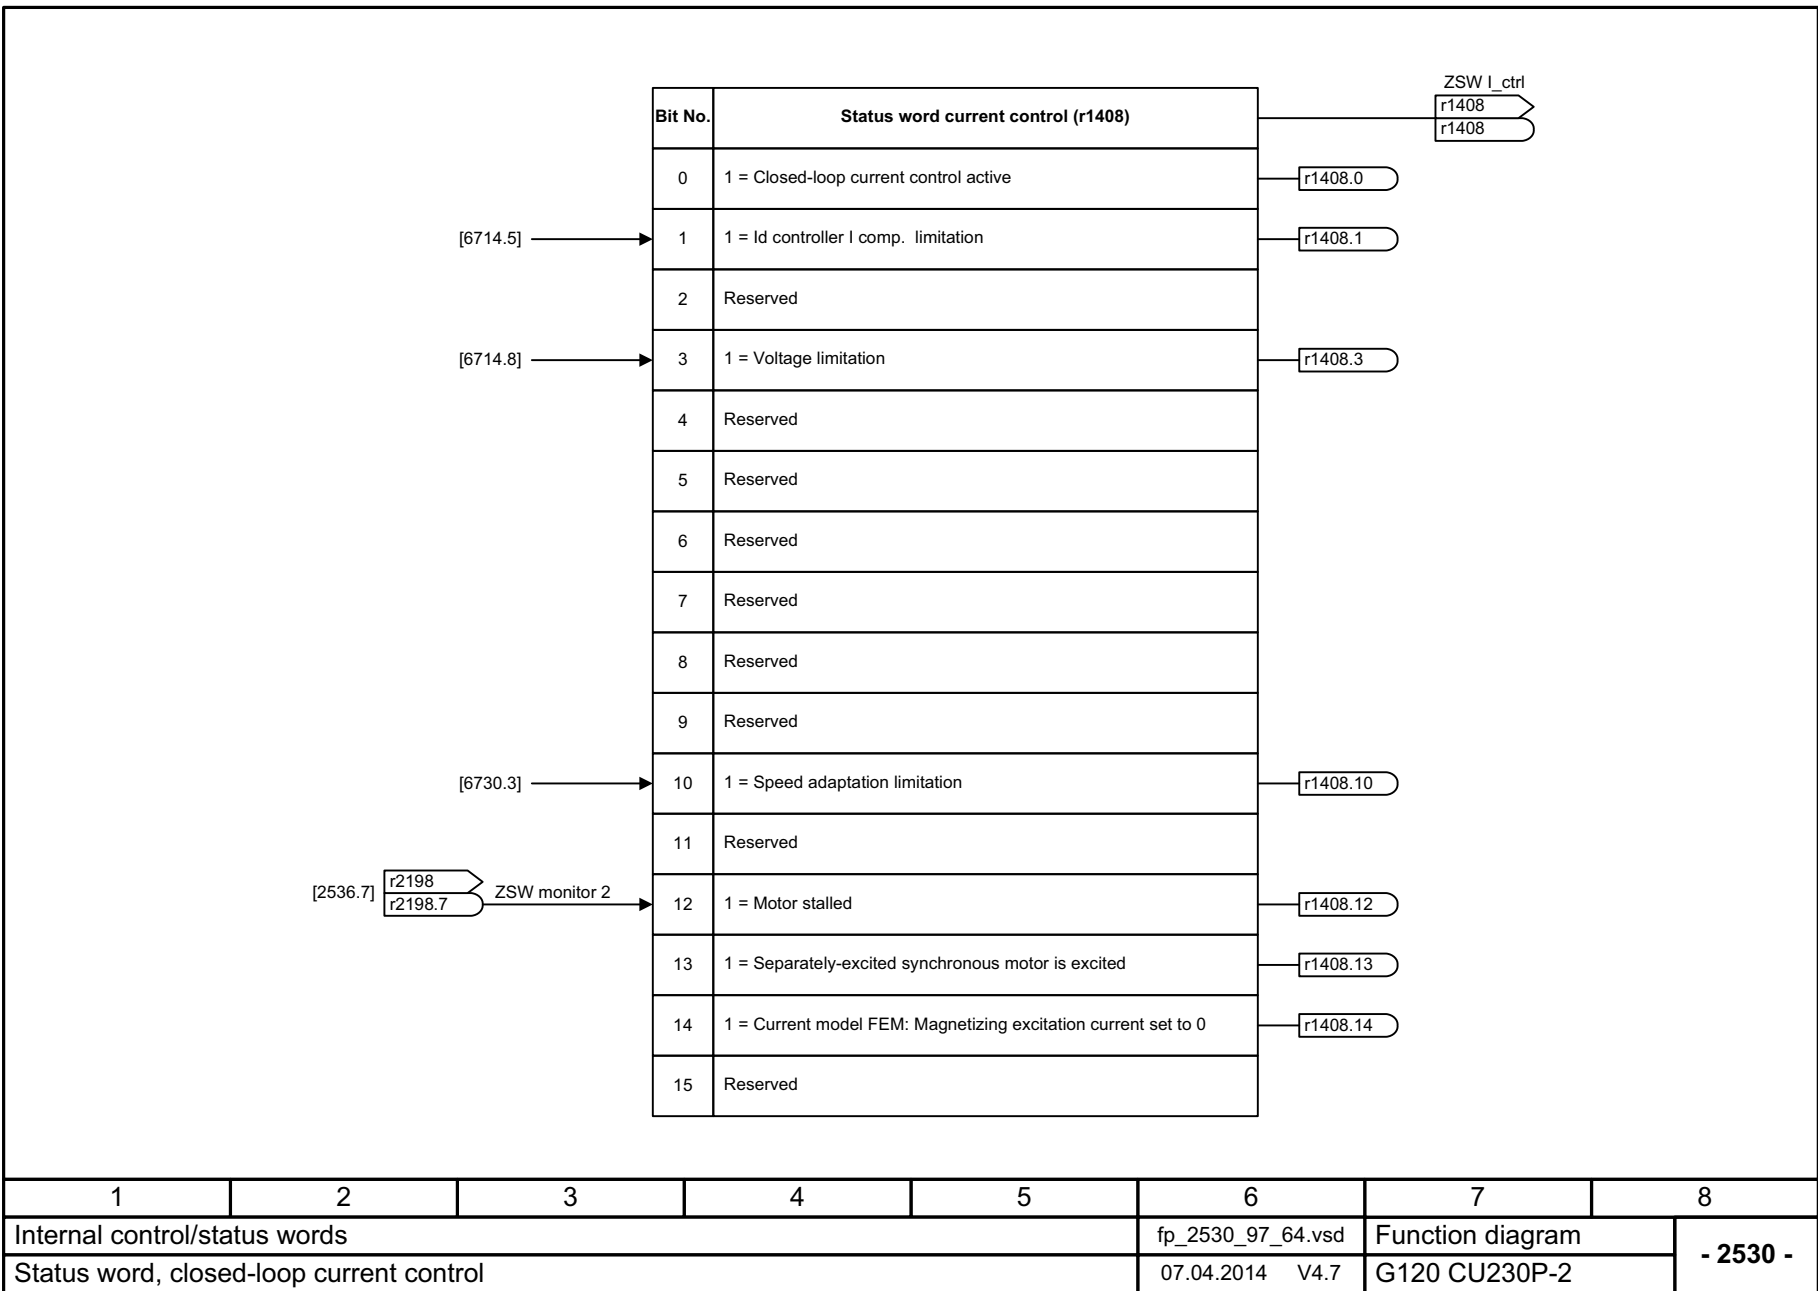 ZSW I_ctrl
r1408
r1408
Bit No. Status word current control (r1408)
0 1 = Closed-loop current control active r1408.0
[6714.5] 1 1 = Id controller I comp. limitation r1408.1
2 Reserved
[6714.8] 3 1 = Voltage limitation r1408.3
4 Reserved
5 Reserved
6 Reserved
7 Reserved
8 Reserved
9 Reserved
[6730.3] 10 1 = Speed adaptation limitation r1408.10
11 Reserved
r2198
[2536.7] r2198.7 ZSW monitor 2 12 1 = Motor stalled r1408.12
13 1 = Separately-excited synchronous motor is excited r1408.13
14 1 = Current model FEM: Magnetizing excitation current set to 0 r1408.14
15 Reserved
1 2 3 4 5 6 7 8
Internal control/status words fp_2530_97_64.vsd Function diagram
- 2530 -
Status word, closed-loop current control 07.04.2014 V4.7 G120 CU230P-2